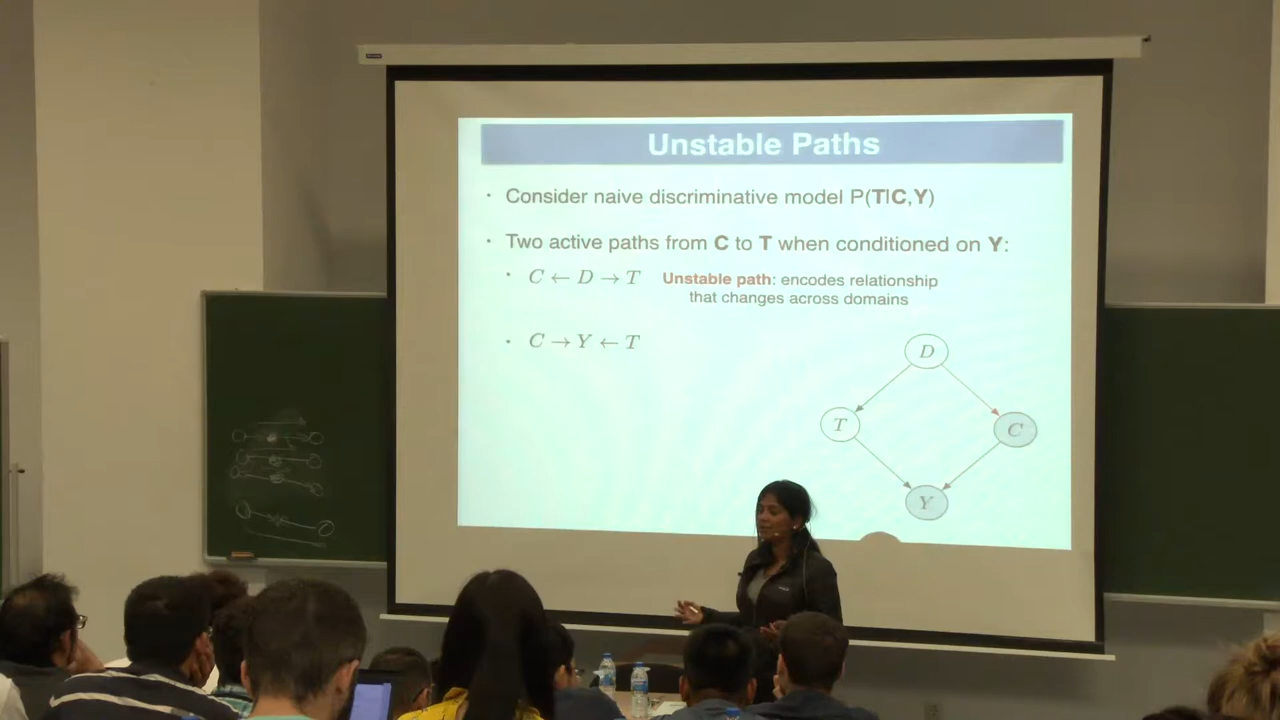 Unstable Paths
• Consider naive discriminative model P(T|C,Y)
• Two active paths from C to T when conditioned on Y:
• C ← D → T
Unstable path: encodes relationship
that changes across domains
• C → Y ← T
D
T
C
Y